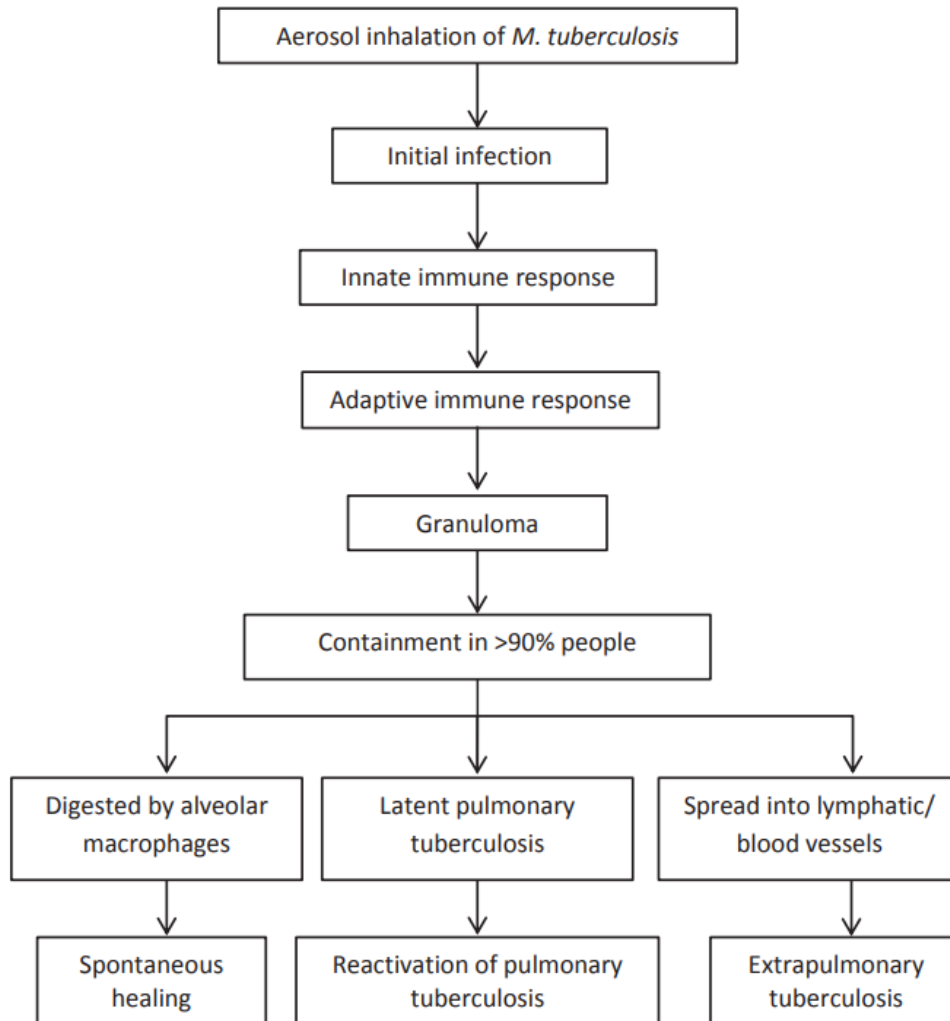 Aerosol inhalation of M. tuberculosis
Initial infection
Innate immune response
Adaptive immune response
Granuloma
Containment in >90% people
Digested by alveolar
macrophages
Latent pulmonary
tuberculosis
Spread into lymphatic/
blood vessels
Spontaneous
healing
Reactivation of pulmonary
tuberculosis
Extrapulmonary
tuberculosis